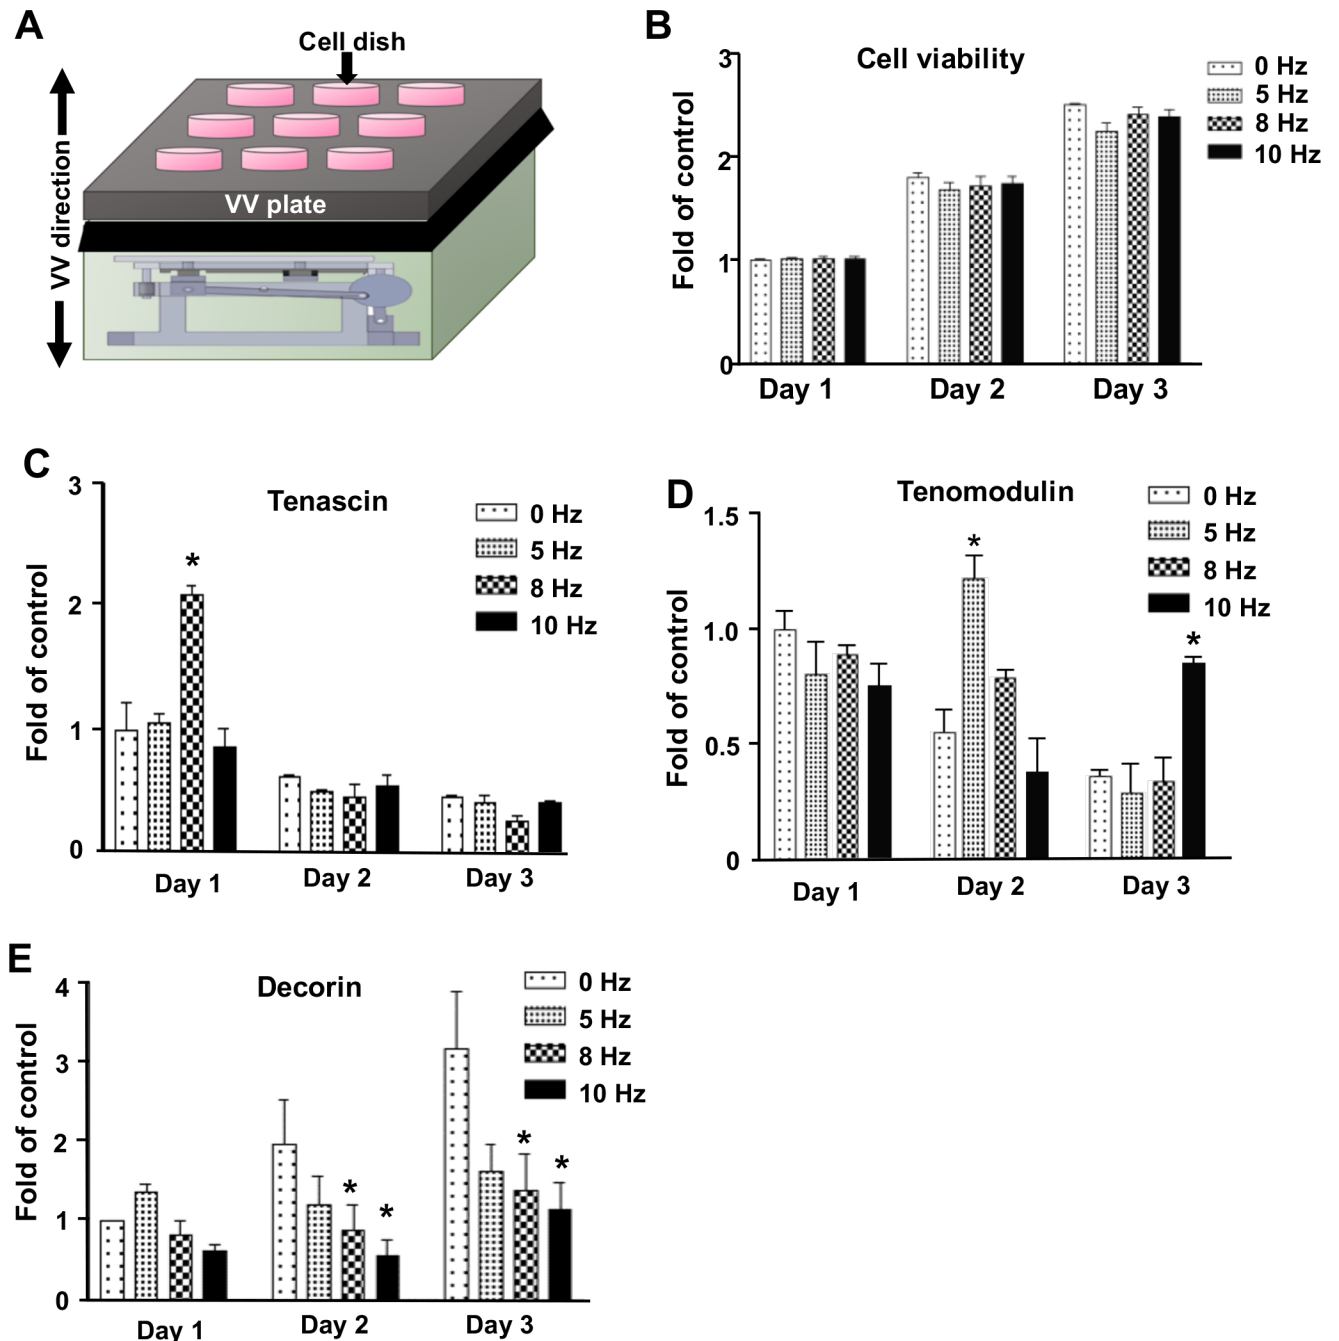 A
Cell dish
VV direction
VV plate
B
Cell viability
Fold of control
3
2
1
0
0 Hz
5 Hz
8 Hz
10 Hz
Day 1
Day 2
Day 3
C
Tenascin
Fold of control
3
2
1
0
*
0 Hz
5 Hz
8 Hz
10 Hz
Day 1
Day 2
Day 3
D
Tenomodulin
Fold of control
1.5
1.0
0.5
0
*
*
0 Hz
5 Hz
8 Hz
10 Hz
Day 1
Day 2
Day 3
E
Decorin
Fold of control
4
3
2
1
0
*
*
*
*
0 Hz
5 Hz
8 Hz
10 Hz
Day 1
Day 2
Day 3